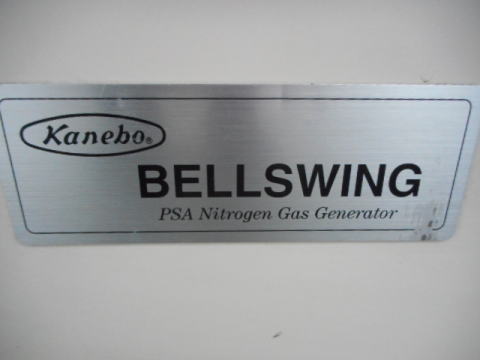 Kanebo®
BELLSWING
PSA Nitrogen Gas Generator